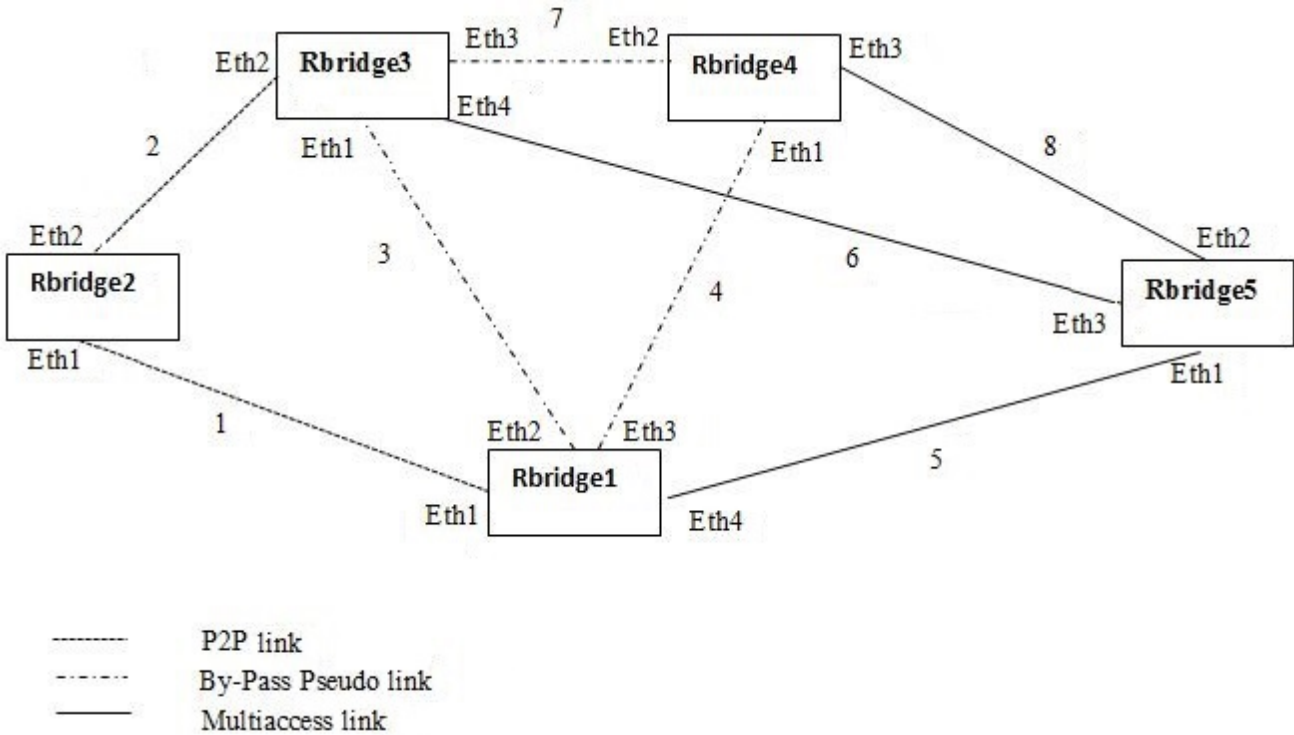 7
Eth3
Eth2
Eth3
Eth2
Rbridge3
Rbridge4
Eth4
2
Eth1
Eth1
8
Eth2
Eth2
3
6
4
Rbridge2
Rbridge5
Eth3
Eth1
Eth1
1
Eth2
Eth3
5
Rbridge1
Eth1
Eth4
P2P link
By-Pass Pseudo link
Multiaccess link